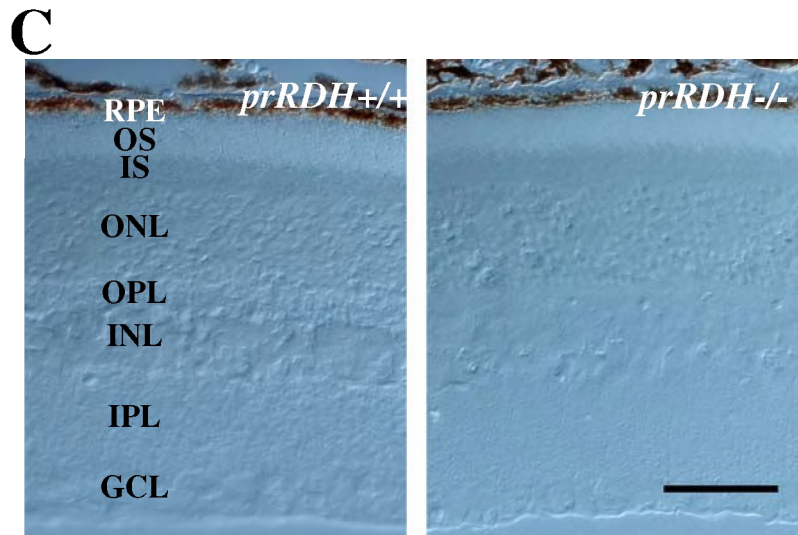 C
prRDH+/+
prRDH-/-
RPE
OS
IS
ONL
OPL
INL
IPL
GCL